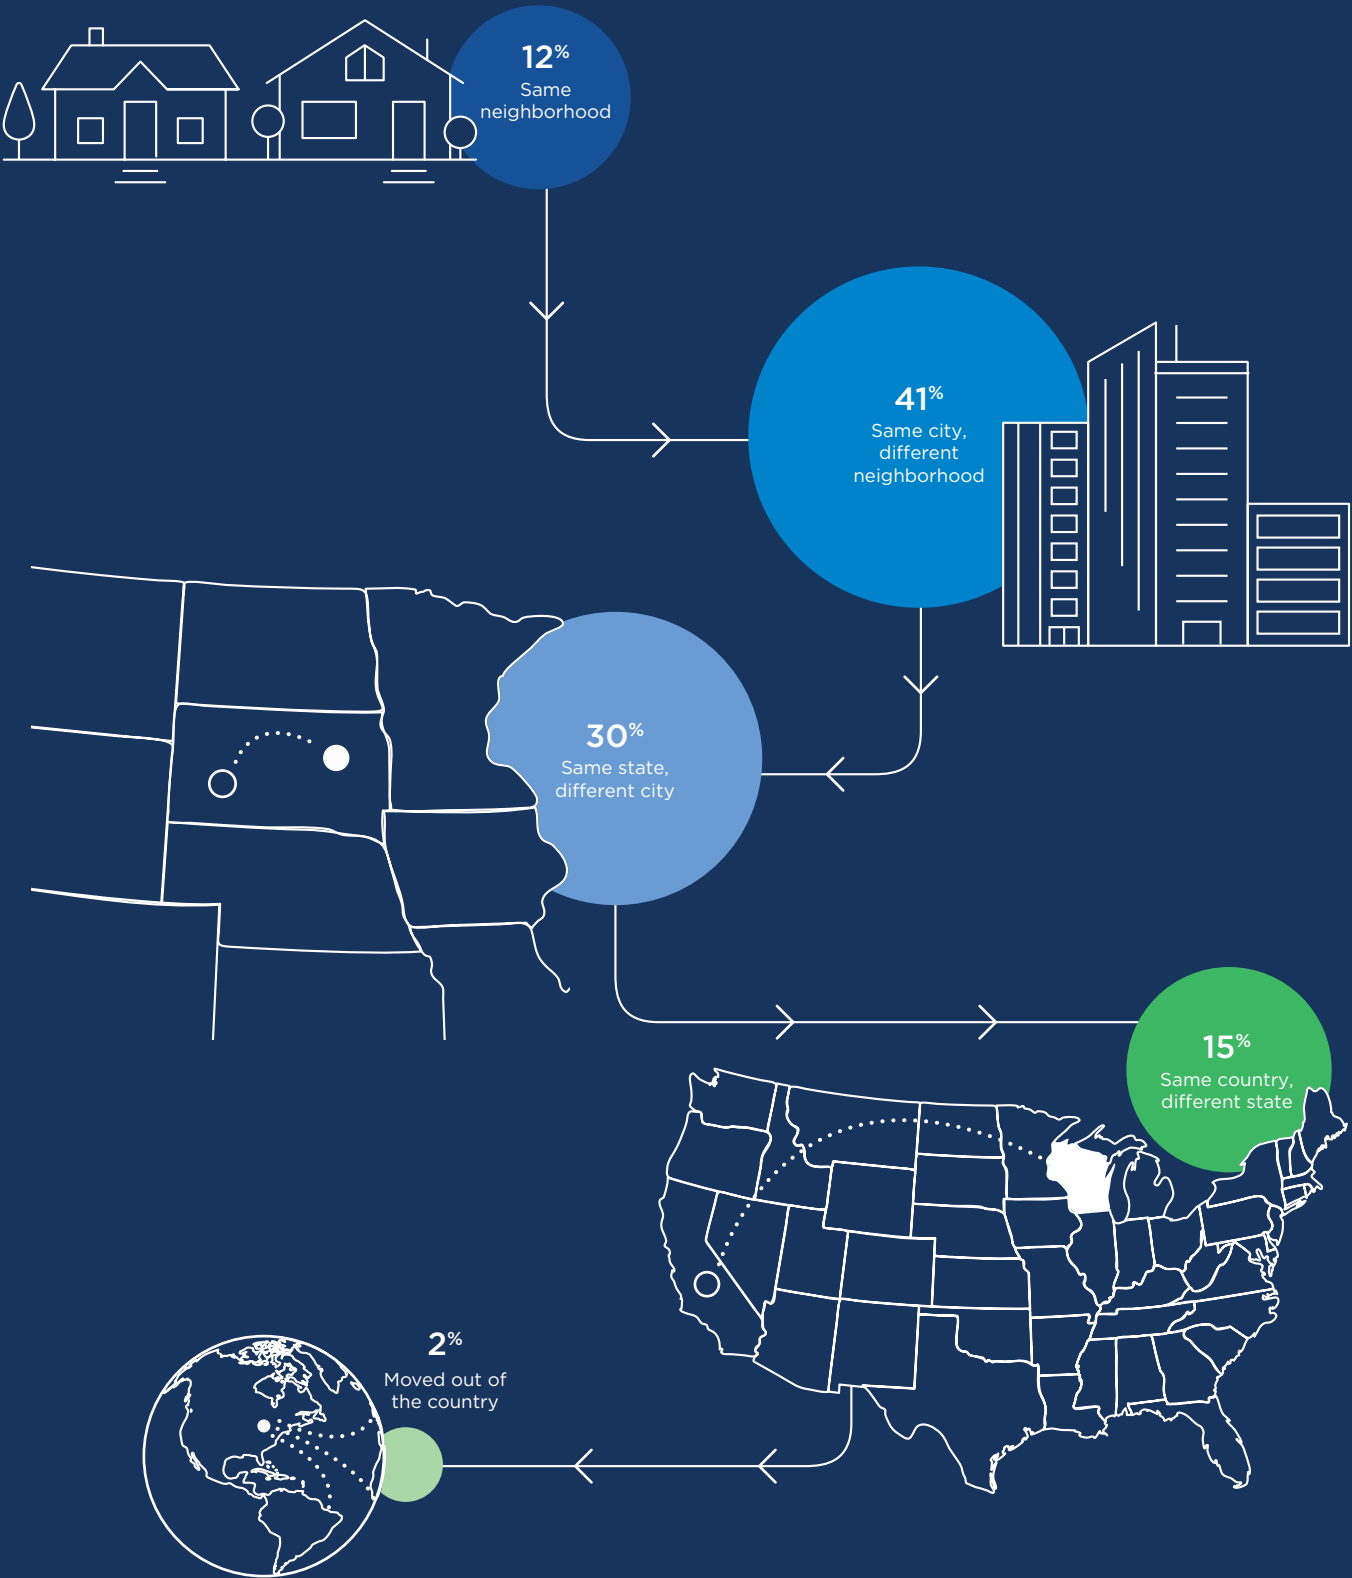 12%
Same
neighborhood
41%
Same city,
different
neighborhood
30%
Same state,
different city
15%
Same country,
different state
2%
Moved out of
the country